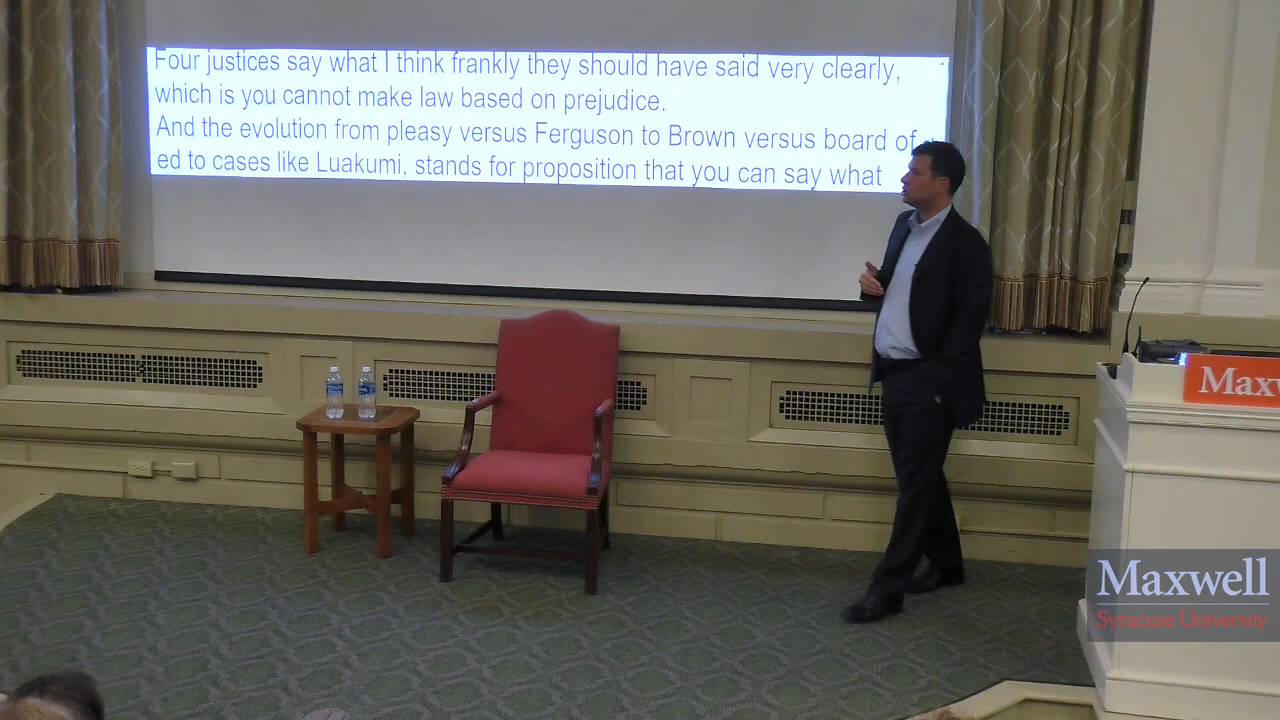 Four justices say what I think frankly they should have said very clearly,
which is you cannot make law based on prejudice.
And the evolution from pleasy versus Ferguson to Brown versus board of
ed to cases like Luakumi, stands for proposition that you can say what
Max
Maxwell
Syracuse University